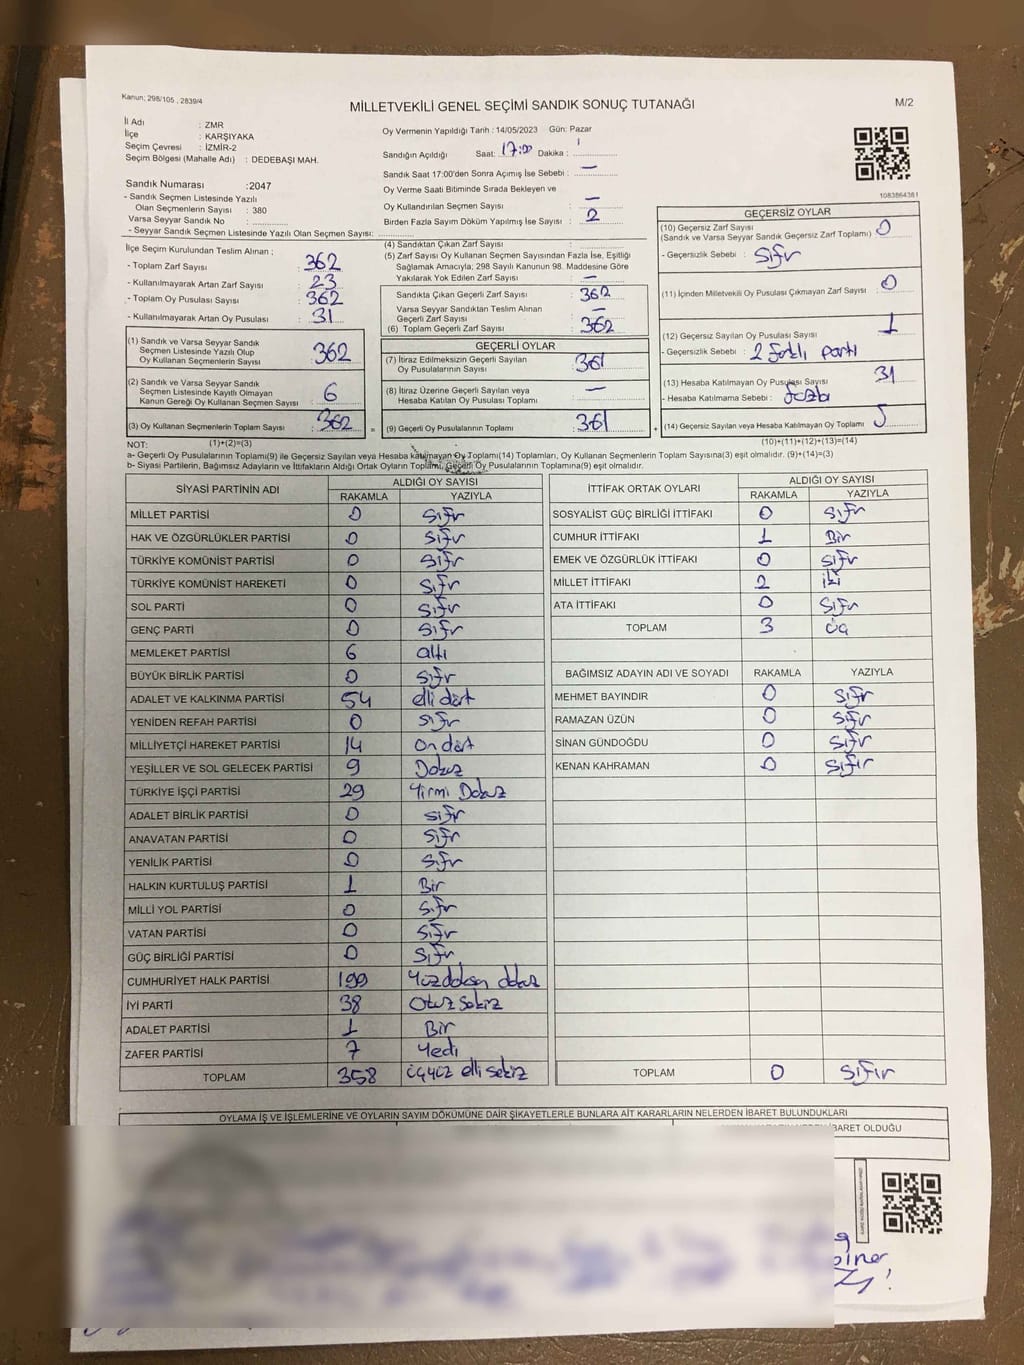 Kanun; 298/105 , 2839/4
MİLLETVEKİLİ GENEL SEÇİMİ SANDIK SONUÇ TUTANAĞI
M/2
İl Adı : ZMR
İlçe : KARŞIYAKA
Seçim Çevresi : İZMİR-2
Seçim Bölgesi (Mahalle Adı) : DEDEBAŞI MAH.
Sandık Numarası :2047
- Sandık Seçmen Listesinde Yazılı
Olan Seçmenlerin Sayısı : 380
Varsa Seyyar Sandık No :
- Seyyar Sandık Seçmen Listesinde Yazılı Olan Seçmen Sayısı:
Oy Vermenin Yapıldığı Tarih : 14/05/2023 Gün: Pazar
Sandığın Açıldığı Saat: 17:00 Dakika :
Sandık Saat 17:00'den Sonra Açımış İse Sebebi : —
Oy Verme Saati Bitiminde Sırada Bekleyen ve
Oy Kullandırılan Seçmen Sayısı : —
Birden Fazla Sayım Döküm Yapılmış İse Sayısı : 2
1083864381
İlçe Seçim Kurulundan Teslim Alınan ;
- Toplam Zarf Sayısı : 362
- Kullanılmayarak Artan Zarf Sayısı : 23
- Toplam Oy Pusulası Sayısı : 362
- Kullanılmayarak Artan Oy Pusulası : 31
(1) Sandık ve Varsa Seyyar Sandık
Seçmen Listesinde Yazılı Olup
Oy Kullanan Seçmenlerin Sayısı : 362
(2) Sandık ve Varsa Seyyar Sandık
Seçmen Listesinde Kayıtlı Olmayan
Kanun Gereği Oy Kullanan Seçmen Sayısı : 6
(3) Oy Kullanan Seçmenlerin Toplam Sayısı : 362
(4) Sandıktan Çıkan Zarf Sayısı :
(5) Zarf Sayısı Oy Kullanan Seçmen Sayısından Fazla İse, Eşitliği
Sağlamak Amacıyla; 298 Sayılı Kanunun 98. Maddesine Göre
Yakılarak Yok Edilen Zarf Sayısı : —
Sandıkta Çıkan Geçerli Zarf Sayısı : 362
Varsa Seyyar Sandıktan Teslim Alınan
Geçerli Zarf Sayısı : —
(6) Toplam Geçerli Zarf Sayısı : 362
GEÇERLİ OYLAR
(7) İtiraz Edilmeksizin Geçerli Sayılan
Oy Pusulalarının Sayısı : 361
(8) İtiraz Üzerine Geçerli Sayılan veya
Hesaba Katılan Oy Pusulası Toplamı : —
= (9) Geçerli Oy Pusulalarının Toplamı : 361 +
GEÇERSİZ OYLAR
(10) Geçersiz Zarf Sayısı
(Sandık ve Varsa Seyyar Sandık Geçersiz Zarf Toplamı) : 0
- Geçersizlik Sebebi : Sıfır
(11) İçinden Milletvekili Oy Pusulası Çıkmayan Zarf Sayısı : 0
(12) Geçersiz Sayılan Oy Pusulası Sayısı : 1
- Geçersizlik Sebebi : 2 farklı parti
(13) Hesaba Katılmayan Oy Pusulası Sayısı : 31
- Hesaba Katılmama Sebebi : fazla
(14) Geçersiz Sayılan veya Hesaba Katılmayan Oy Toplamı
NOT: (1)+(2)=(3) (10)+(11)+(12)+(13)=(14)
a- Geçerli Oy Pusulalarının Toplamı(9) ile Geçersiz Sayılan veya Hesaba katılmayan Oy Toplamı(14) Toplamları, Oy Kullanan Seçmenlerin Toplam Sayısına(3) eşit olmalıdır. (9)+(14)=(3)
b- Siyasi Partilerin, Bağımsız Adayların ve İttifakların Aldığı Ortak Oyların Toplamı, Geçerli Oy Pusulalarının Toplamına(9) eşit olmalıdır.
SİYASİ PARTİNİN ADI ALDIĞI OY SAYISI
RAKAMLA YAZIYLA
MİLLET PARTİSİ 0 Sıfır
HAK VE ÖZGÜRLÜKLER PARTİSİ 0 Sıfır
TÜRKİYE KOMÜNİST PARTİSİ 0 Sıfır
TÜRKİYE KOMÜNİST HAREKETİ 0 Sıfır
SOL PARTİ 0 Sıfır
GENÇ PARTİ 0 Sıfır
MEMLEKET PARTİSİ 6 altı
BÜYÜK BİRLİK PARTİSİ 0 Sıfır
ADALET VE KALKINMA PARTİSİ 54 elli dört
YENİDEN REFAH PARTİSİ 0 Sıfır
MİLLİYETÇİ HAREKET PARTİSİ 14 On dört
YEŞİLLER VE SOL GELECEK PARTİSİ 9 Dokuz
TÜRKİYE İŞÇİ PARTİSİ 29 Yirmi Dokuz
ADALET BİRLİK PARTİSİ 0 Sıfır
ANAVATAN PARTİSİ 0 Sıfır
YENİLİK PARTİSİ 0 Sıfır
HALKIN KURTULUŞ PARTİSİ 1 Bir
MİLLİ YOL PARTİSİ 0 Sıfır
VATAN PARTİSİ 0 Sıfır
GÜÇ BİRLİĞİ PARTİSİ 0 Sıfır
CUMHURİYET HALK PARTİSİ 199 Yüzdoksan dokuz
İYİ PARTİ 38 Otuz Sekiz
ADALET PARTİSİ 1 Bir
ZAFER PARTİSİ 7 Yedi
TOPLAM 358 üçyüz elli sekiz
İTTİFAK ORTAK OYLARI ALDIĞI OY SAYISI
RAKAMLA YAZIYLA
SOSYALİST GÜÇ BİRLİĞİ İTTİFAKI 0 Sıfır
CUMHUR İTTİFAKI 1 Bir
EMEK VE ÖZGÜRLÜK İTTİFAKI 0 Sıfır
MİLLET İTTİFAKI 2 iki
ATA İTTİFAKI 0 Sıfır
TOPLAM 3 Üç
BAĞIMSIZ ADAYIN ADI VE SOYADI RAKAMLA YAZIYLA
MEHMET BAYINDIR 0 Sıfır
RAMAZAN ÜZÜN 0 Sıfır
SİNAN GÜNDOĞDU 0 Sıfır
KENAN KAHRAMAN 0 Sıfır
TOPLAM 0 Sıfır
OYLAMA İŞ VE İŞLEMLERİNE VE OYLARIN SAYIM DÖKÜMÜNE DAİR ŞİKAYETLERLE BUNLARA AİT KARARLARIN NELERDEN İBARET BULUNDUKLARI
İBARET OLDUĞU